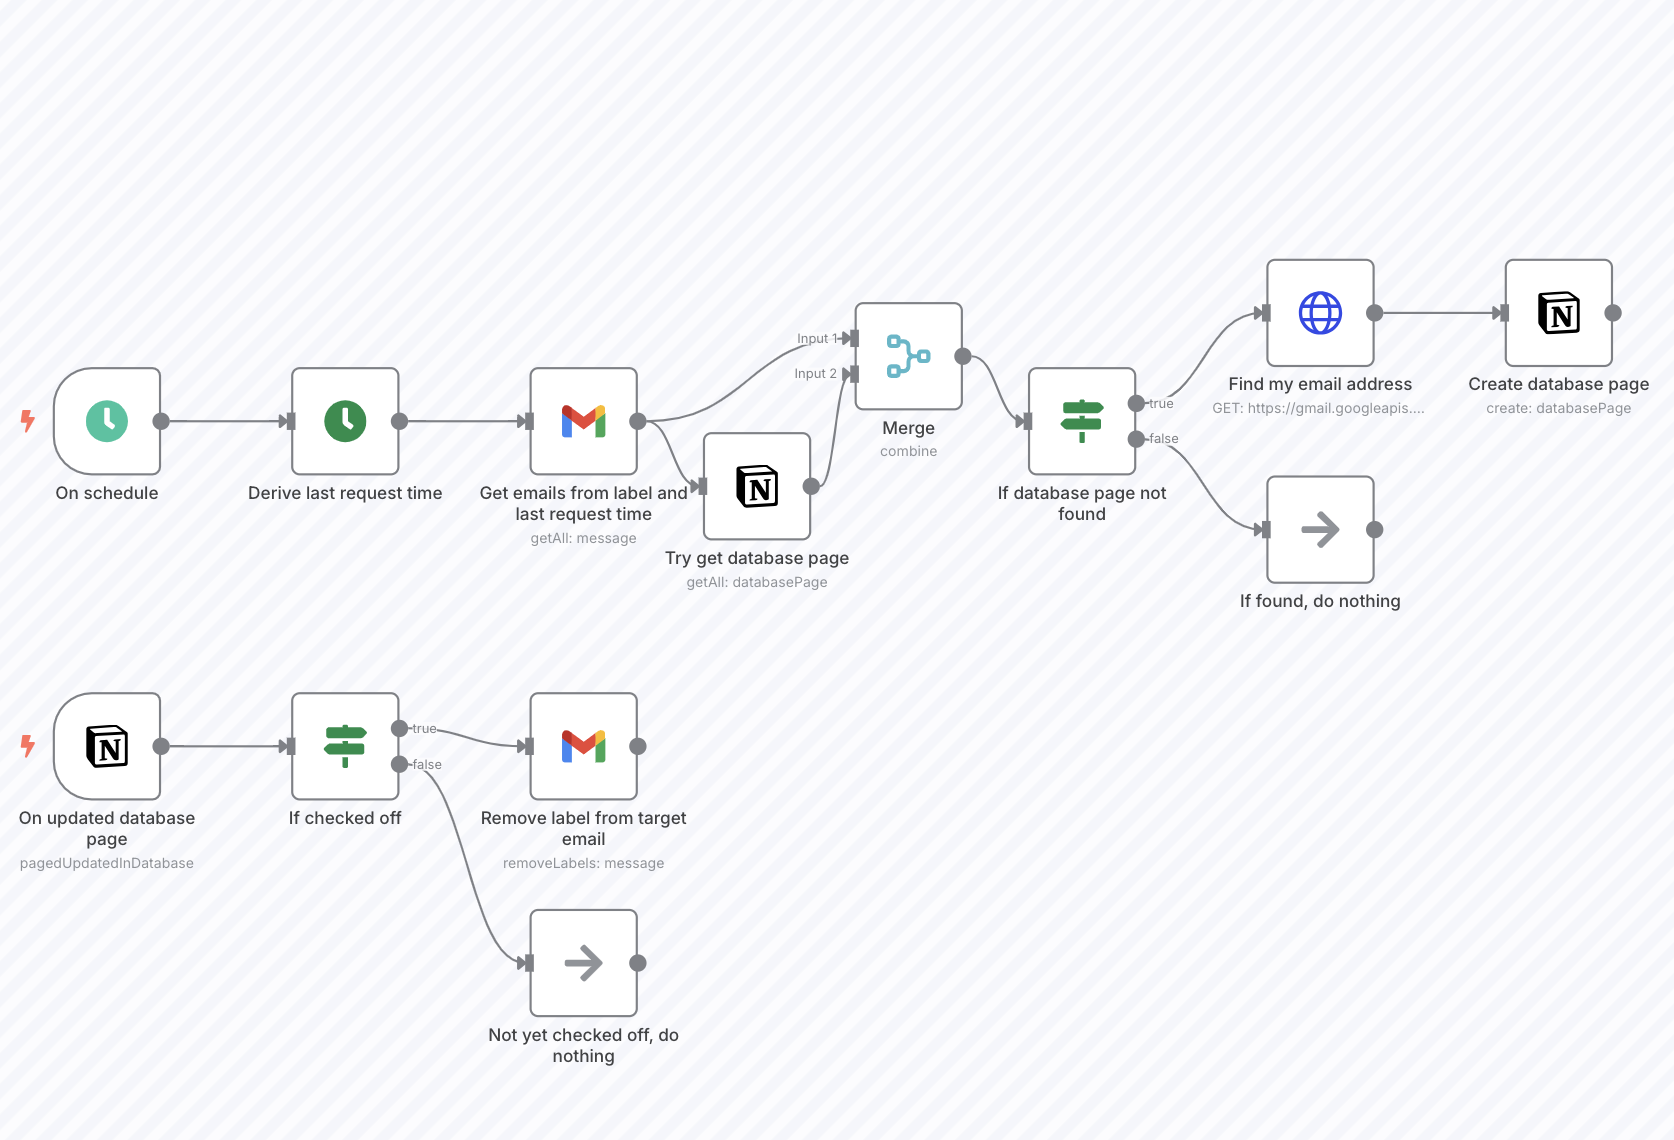 Input 1
Input 2
true
false
On schedule
Derive last request time
Get emails from label and
last request time
getAll: message
Try get database page
getAll: databasePage
Merge
combine
If database page not
found
Find my email address
GET: https://gmail.googleapis....
Create database page
create: databasePage
If found, do nothing
true
false
On updated database
page
pagedUpdatedInDatabase
If checked off
Remove label from target
email
removeLabels: message
Not yet checked off, do
nothing